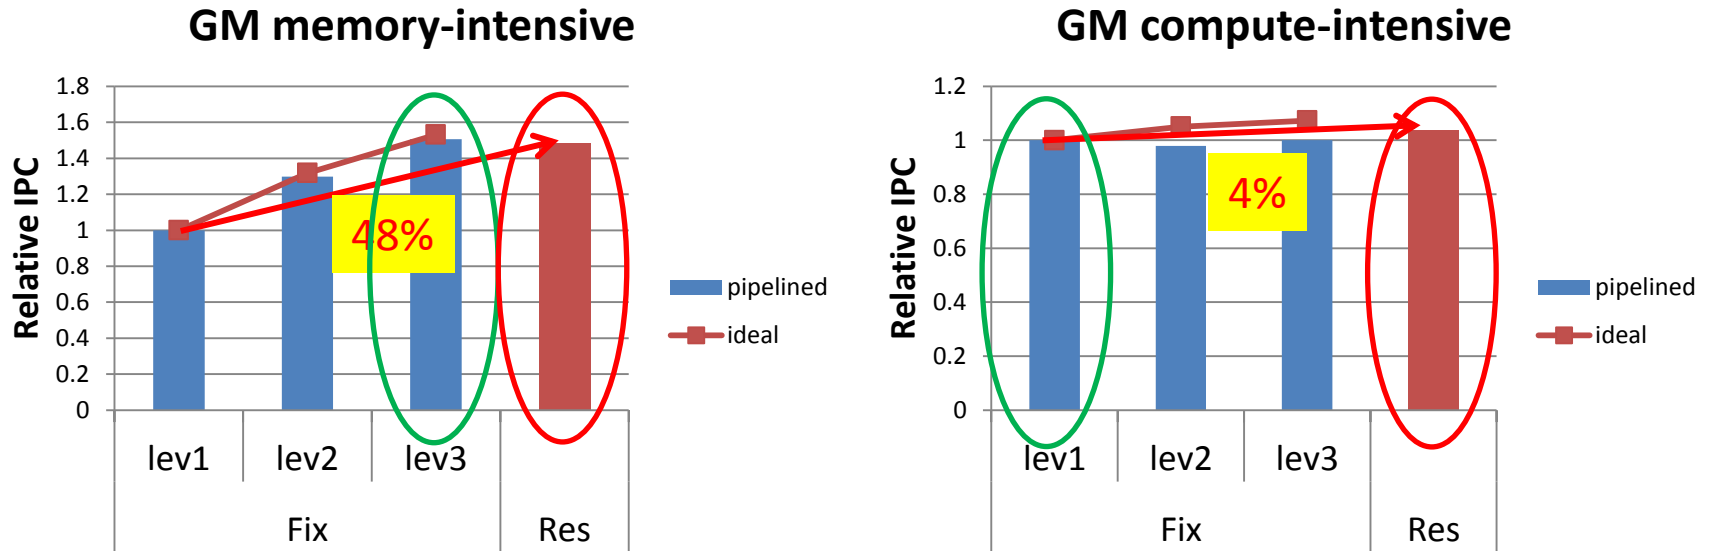 GM memory-intensive
Relative IPC
1.8
1.6
1.4
1.2
1
0.8
0.6
0.4
0.2
0
48%
lev1 lev2 lev3
Fix Res
pipelined
ideal
GM compute-intensive
Relative IPC
1.2
1
0.8
0.6
0.4
0.2
0
4%
lev1 lev2 lev3
Fix Res
pipelined
ideal